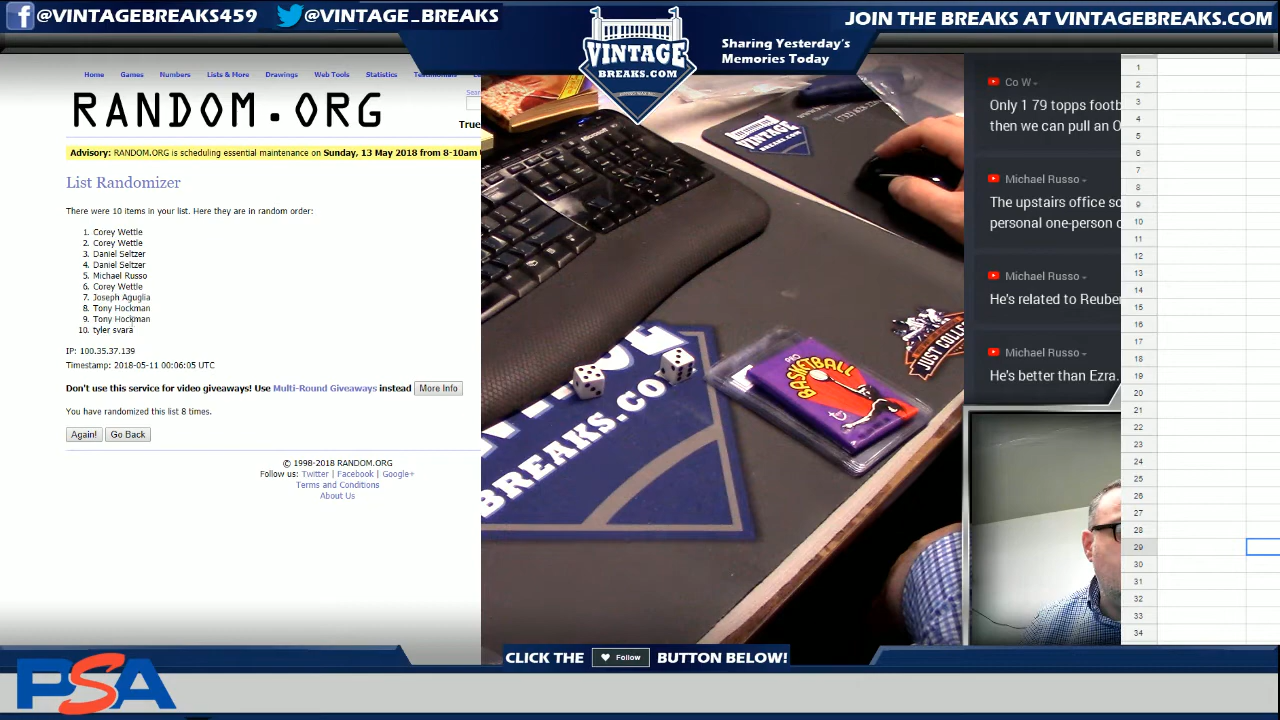 @VINTAGEBREAKS459
@VINTAGE_BREAKS
VINTAGE
BREAKS.COM
Sharing Yesterday's
Memories Today
JOIN THE BREAKS AT VINTAGEBREAKS.COM
Home Games Numbers Lists & More Drawings Web Tools Statistics Testimonials
RANDOM.ORG
Sear
True
Advisory: RANDOM.ORG is scheduling essential maintenance on Sunday, 13 May 2018 from 8-10am
List Randomizer
There were 10 items in your list. Here they are in random order:
1. Corey Wettle
2. Corey Wettle
3. Daniel Seltzer
4. Daniel Seltzer
5. Michael Russo
6. Corey Wettle
7. Joseph Aguglia
8. Tony Hockman
9. Tony Hockman
10. tyler svara
IP: 100.35.37.139
Timestamp: 2018-05-11 00:06:05 UTC
Don't use this service for video giveaways! Use Multi-Round Giveaways instead More Info
You have randomized this list 8 times.
Again! Go Back
© 1998-2018 RANDOM.ORG
Follow us: Twitter | Facebook | Google+
Terms and Conditions
About Us
VINTAGE
BREAKS.COM
BREAKS.CO
PRO
BASKETBALL
JUST COLL
Co W
Only 1 79 topps footb
then we can pull an O
Michael Russo
The upstairs office so
personal one-person c
Michael Russo
He's related to Reube
Michael Russo
He's better than Ezra.
1
2
3
4
5
6
7
8
9
10
11
12
13
14
15
16
17
18
19
20
21
22
23
24
25
26
27
28
29
30
31
32
33
34
CLICK THE Follow BUTTON BELOW!
PSA